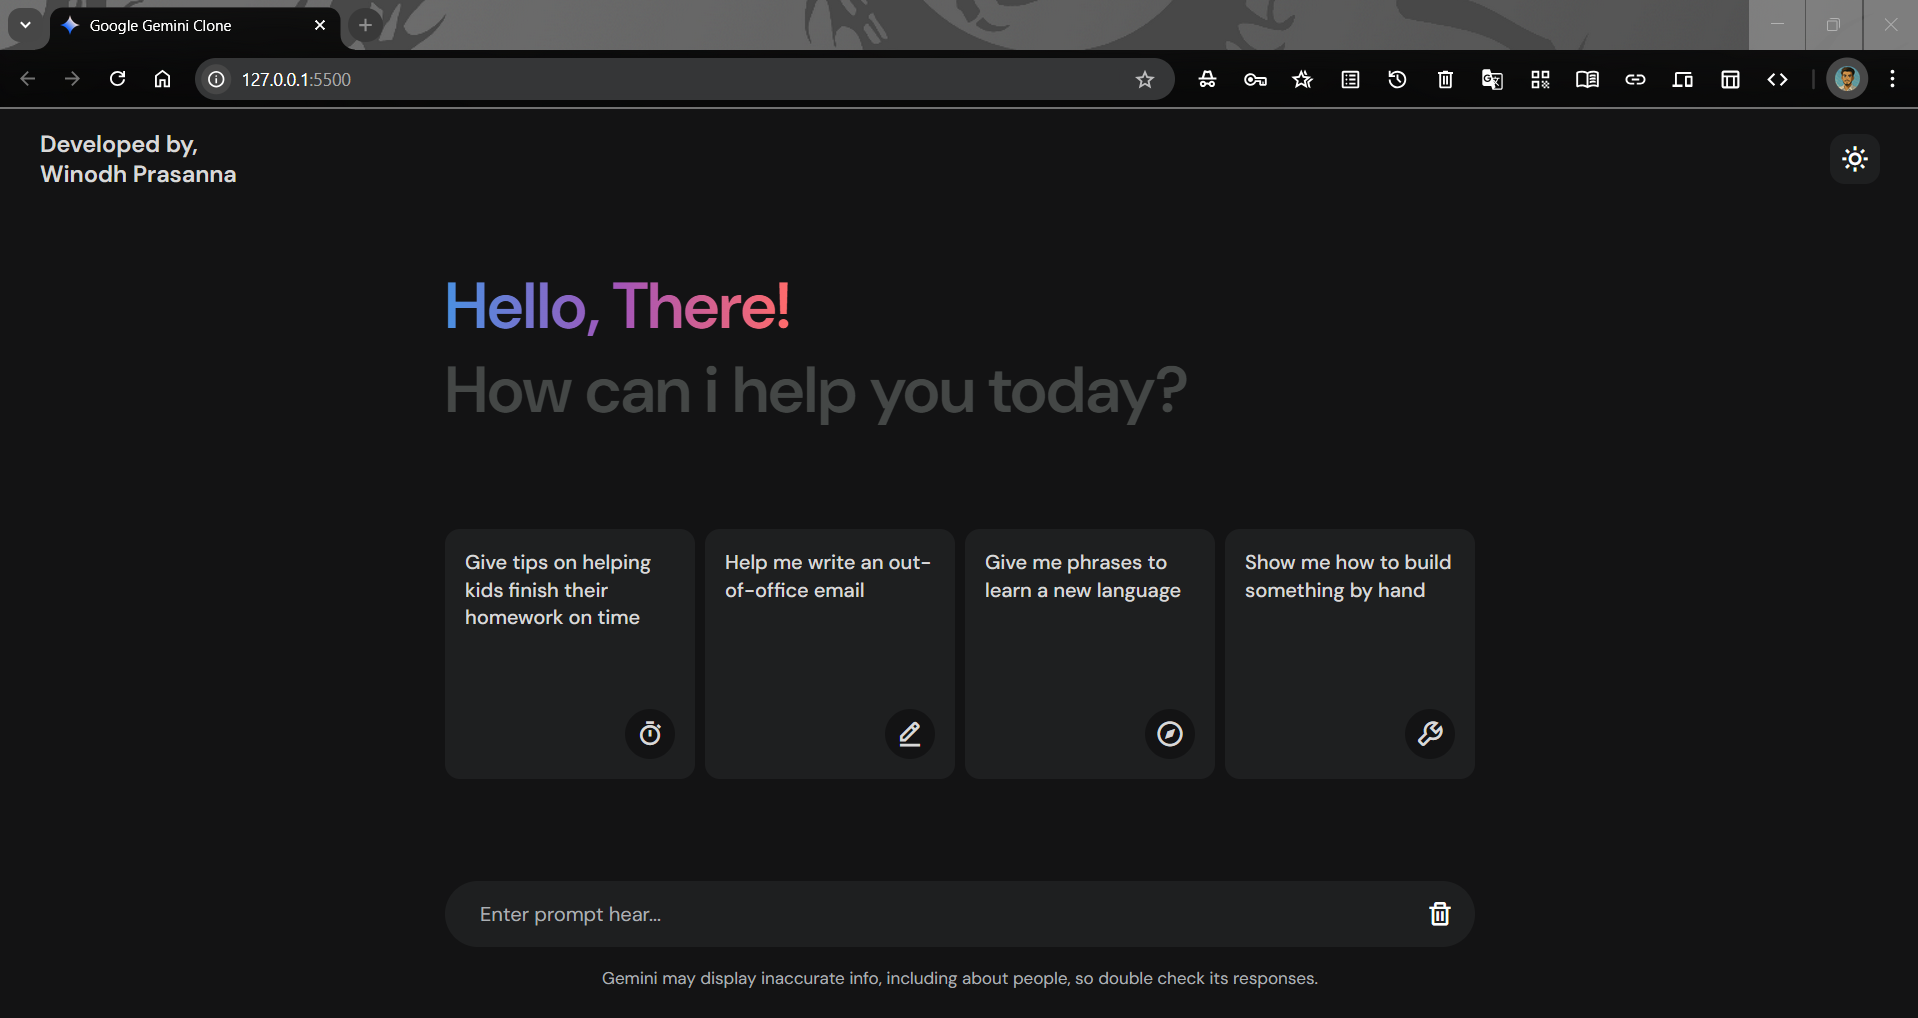 Google Gemini Clone
127.0.0.1:5500
Developed by,
Winodh Prasanna
Hello, There!
How can i help you today?
Give tips on helping
kids finish their
homework on time
Help me write an out-
of-office email
Give me phrases to
learn a new language
Show me how to build
something by hand
Enter prompt hear...
Gemini may display inaccurate info, including about people, so double check its responses.